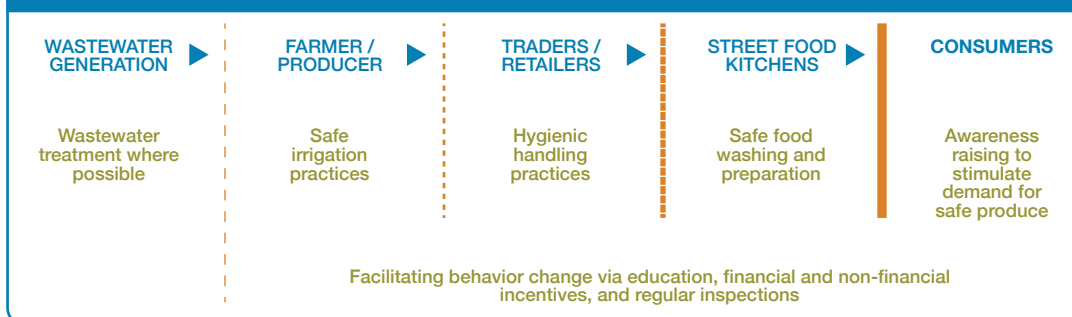 WASTEWATER
GENERATION
FARMER /
PRODUCER
TRADERS /
RETAILERS
STREET FOOD
KITCHENS
CONSUMERS
Wastewater
treatment where
possible
Safe
irrigation
practices
Hygienic
handling
practices
Safe food
washing and
preparation
Awareness
raising to
stimulate
demand for
safe produce
Facilitating behavior change via education, financial and non-financial
incentives, and regular inspections